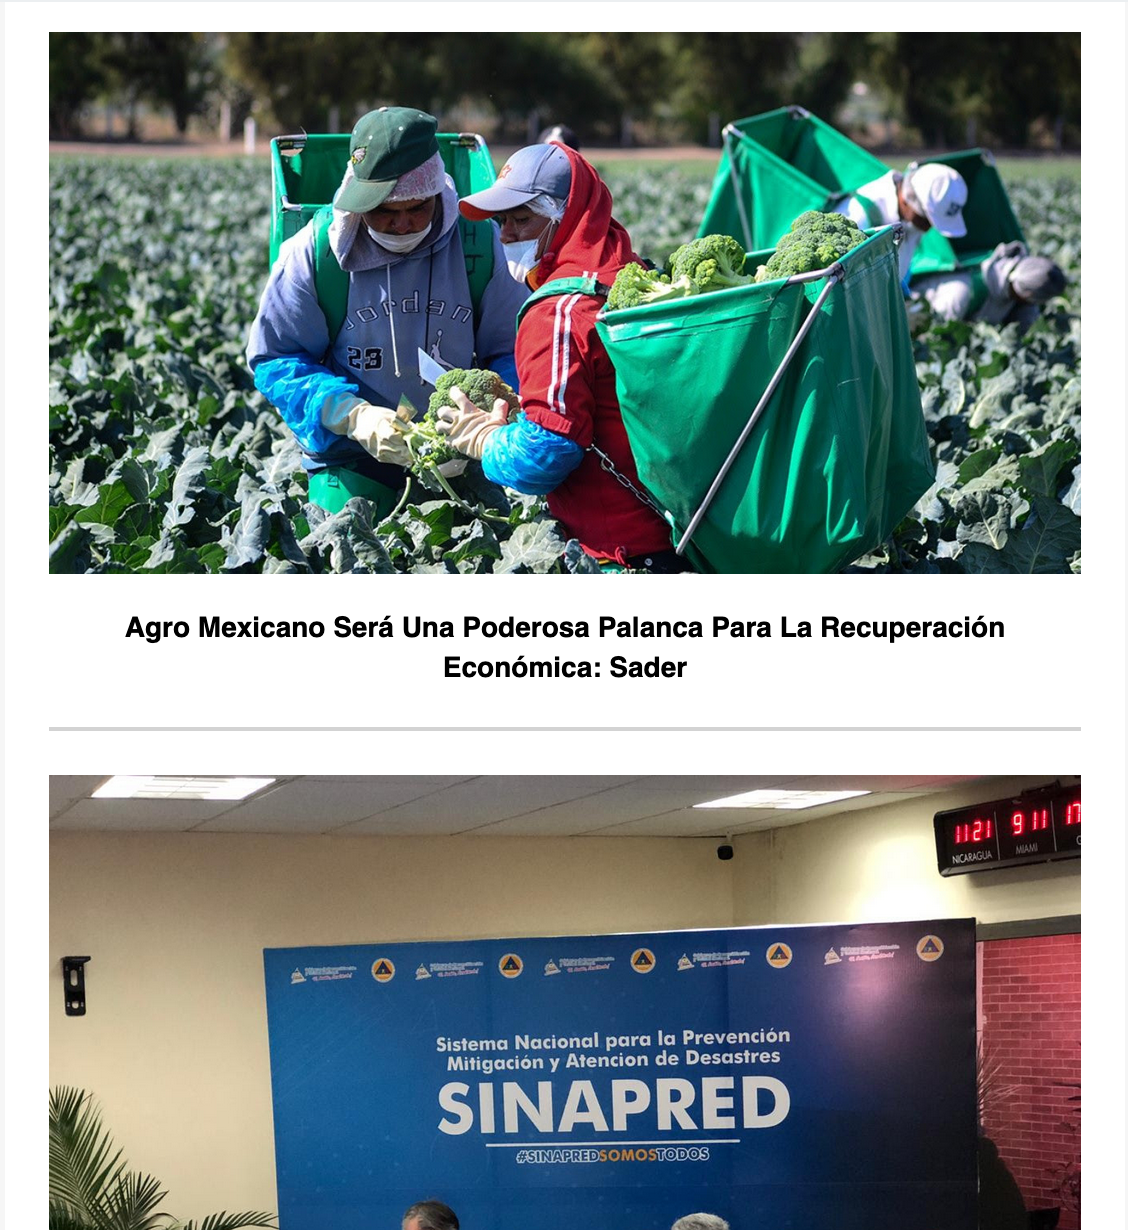 Jordan
23
Agro Mexicano Será Una Poderosa Palanca Para La Recuperación
Económica: Sader
11 21
9 11
17
NICARAGUA
MIAMI
Sistema Nacional para la Prevención
Mitigación y Atencion de Desastres
SINAPRED
#SINAPREDSOMOSTODOS